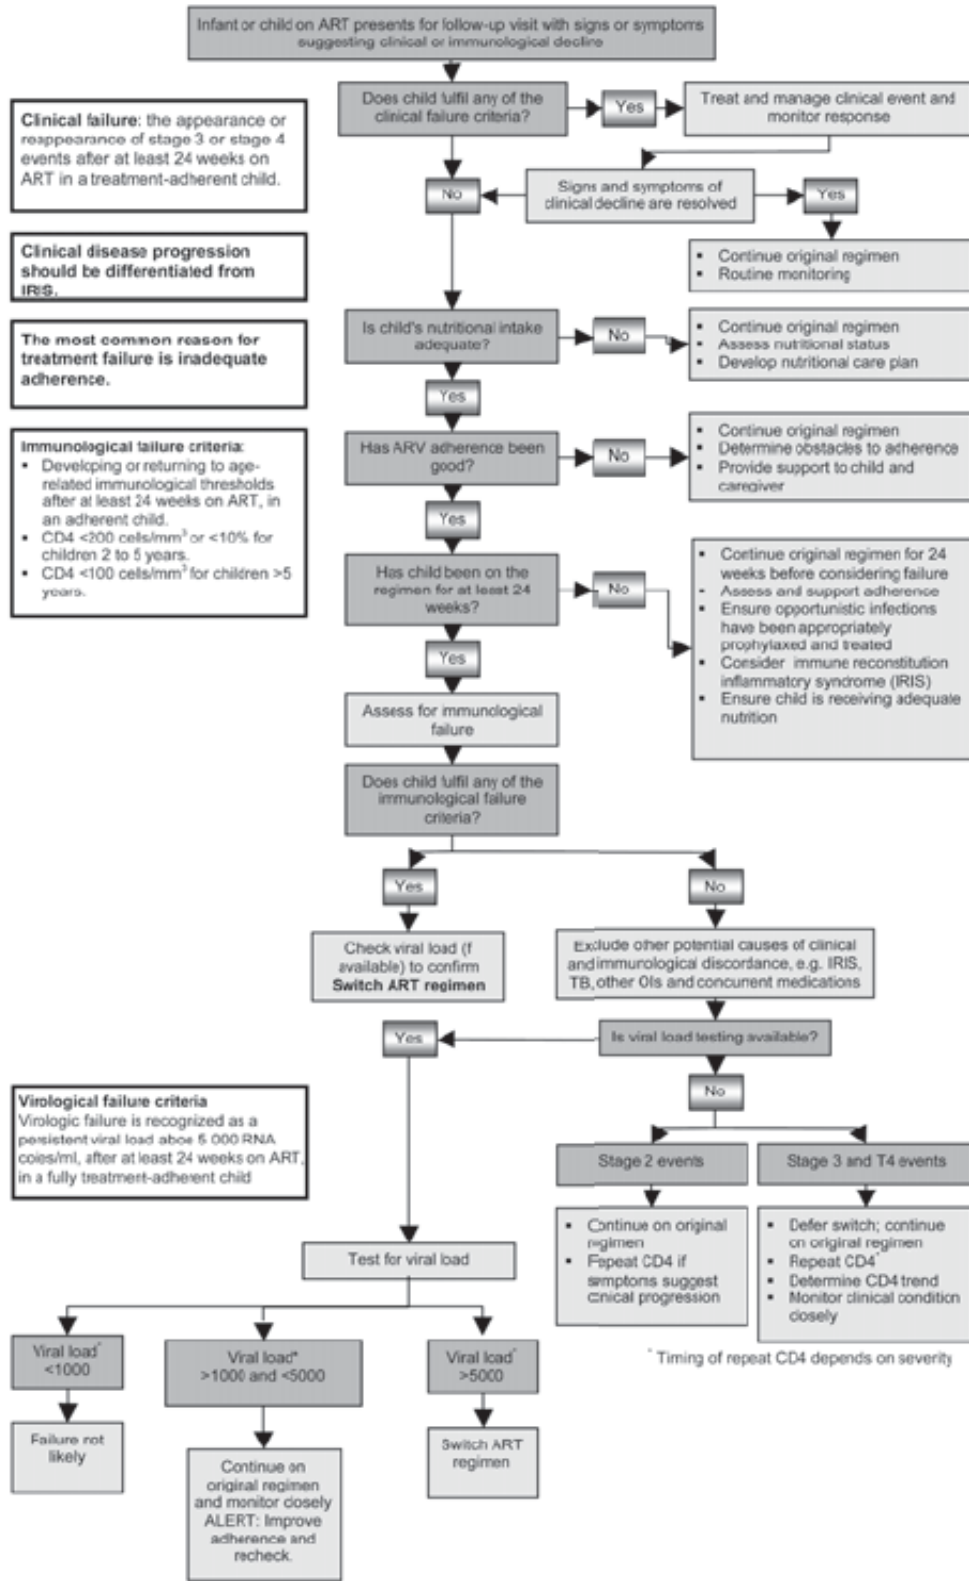 Infant or child on ART presents for follow-up visit with signs or symptoms
suggesting clinical or immunological decline
Does child fulfil any of the
clinical failure criteria?
Yes
Treat and manage clinical event and
monitor response
Clinical failure: the appearance or
reappearance of stage 3 or stage 4
events after at least 24 weeks on
ART in a treatment-adherent child.
No
Signs and symptoms of
clinical decline are resolved
Yes
Clinical disease progression
should be differentiated from
IRIS.
▪ Continue original regimen
▪ Routine monitoring
The most common reason for
treatment failure is inadequate
adherence.
Is child's nutritional intake
adequate?
No
▪ Continue original regimen
▪ Assess nutritional status
▪ Develop nutritional care plan
Yes
Immunological failure criteria:
▪ Developing or returning to age-
related immunological thresholds
after at least 24 weeks on ART, in
an adherent child.
▪ CD4 <200 cells/mm³ or <10% for
children 2 to 5 years.
▪ CD4 <100 cells/mm³ for children >5
years.
Has ARV adherence been
good?
No
▪ Continue original regimen
▪ Determine obstacles to adherence
▪ Provide support to child and
caregiver
Yes
Has child been on the
regimen for at least 24
weeks?
No
▪ Continue original regimen for 24
weeks before considering failure
▪ Assess and support adherence
▪ Ensure opportunistic infections
have been appropriately
prophylaxed and treated
▪ Consider immune reconstitution
inflammatory syndrome (IRIS)
▪ Ensure child is receiving adequate
nutrition
Yes
Assess for immunological
failure
Does child fulfil any of the
immunological failure
criteria?
Yes
No
Check viral load (f
available) to confirm
Switch ART regimen
Exclude other potential causes of clinical
and immunological discordance, e.g. IRIS,
TB, other OIs and concurrent medications
Yes
Is viral load testing available?
No
Virological failure criteria
Virologic failure is recognized as a
persistent viral load aboe 5 000 RNA
coies/ml, after at least 24 weeks on ART,
in a fully treatment-adherent child
Stage 2 events
Stage 3 and T4 events
▪ Continue on original
regimen
▪ Repeat CD4 if
symptoms suggest
clinical progression
▪ Defer switch; continue
on original regimen
▪ Repeat CD4*
▪ Determine CD4 trend
▪ Monitor clinical condition
closely
Test for viral load
* Timing of repeat CD4 depends on severity
Viral load*
<1000
Viral load*
>1000 and <5000
Viral load*
>5000
Failure not
likely
Continue on
original regimen
and monitor closely
ALERT: Improve
adherence and
recheck.
Switch ART
regimen